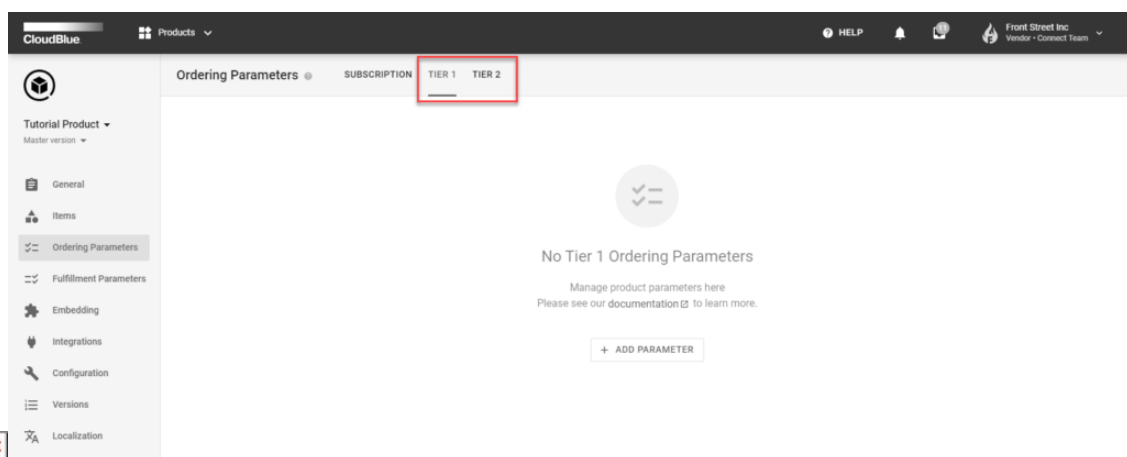 CloudBlue
Products
HELP
Front Street Inc
Vendor • Connect Team
Ordering Parameters
SUBSCRIPTION
TIER 1
TIER 2
Tutorial Product
Master version
General
Items
Ordering Parameters
Fulfillment Parameters
Embedding
Integrations
Configuration
Versions
Localization
No Tier 1 Ordering Parameters
Manage product parameters here
Please see our documentation to learn more.
+ ADD PARAMETER